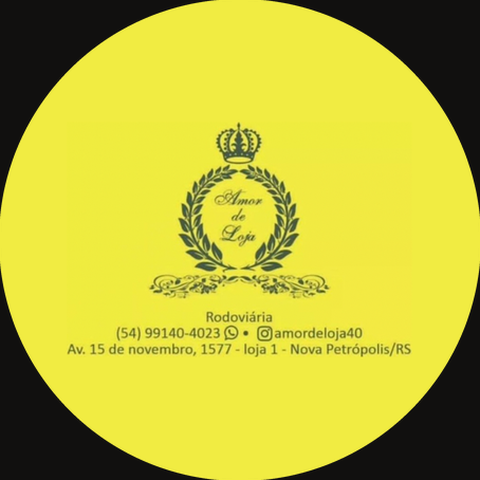 Amor
de
Loja
Rodoviária
(54) 99140-4023 • amordeloja40
Av. 15 de novembro, 1577 - loja 1 - Nova Petrópolis/RS